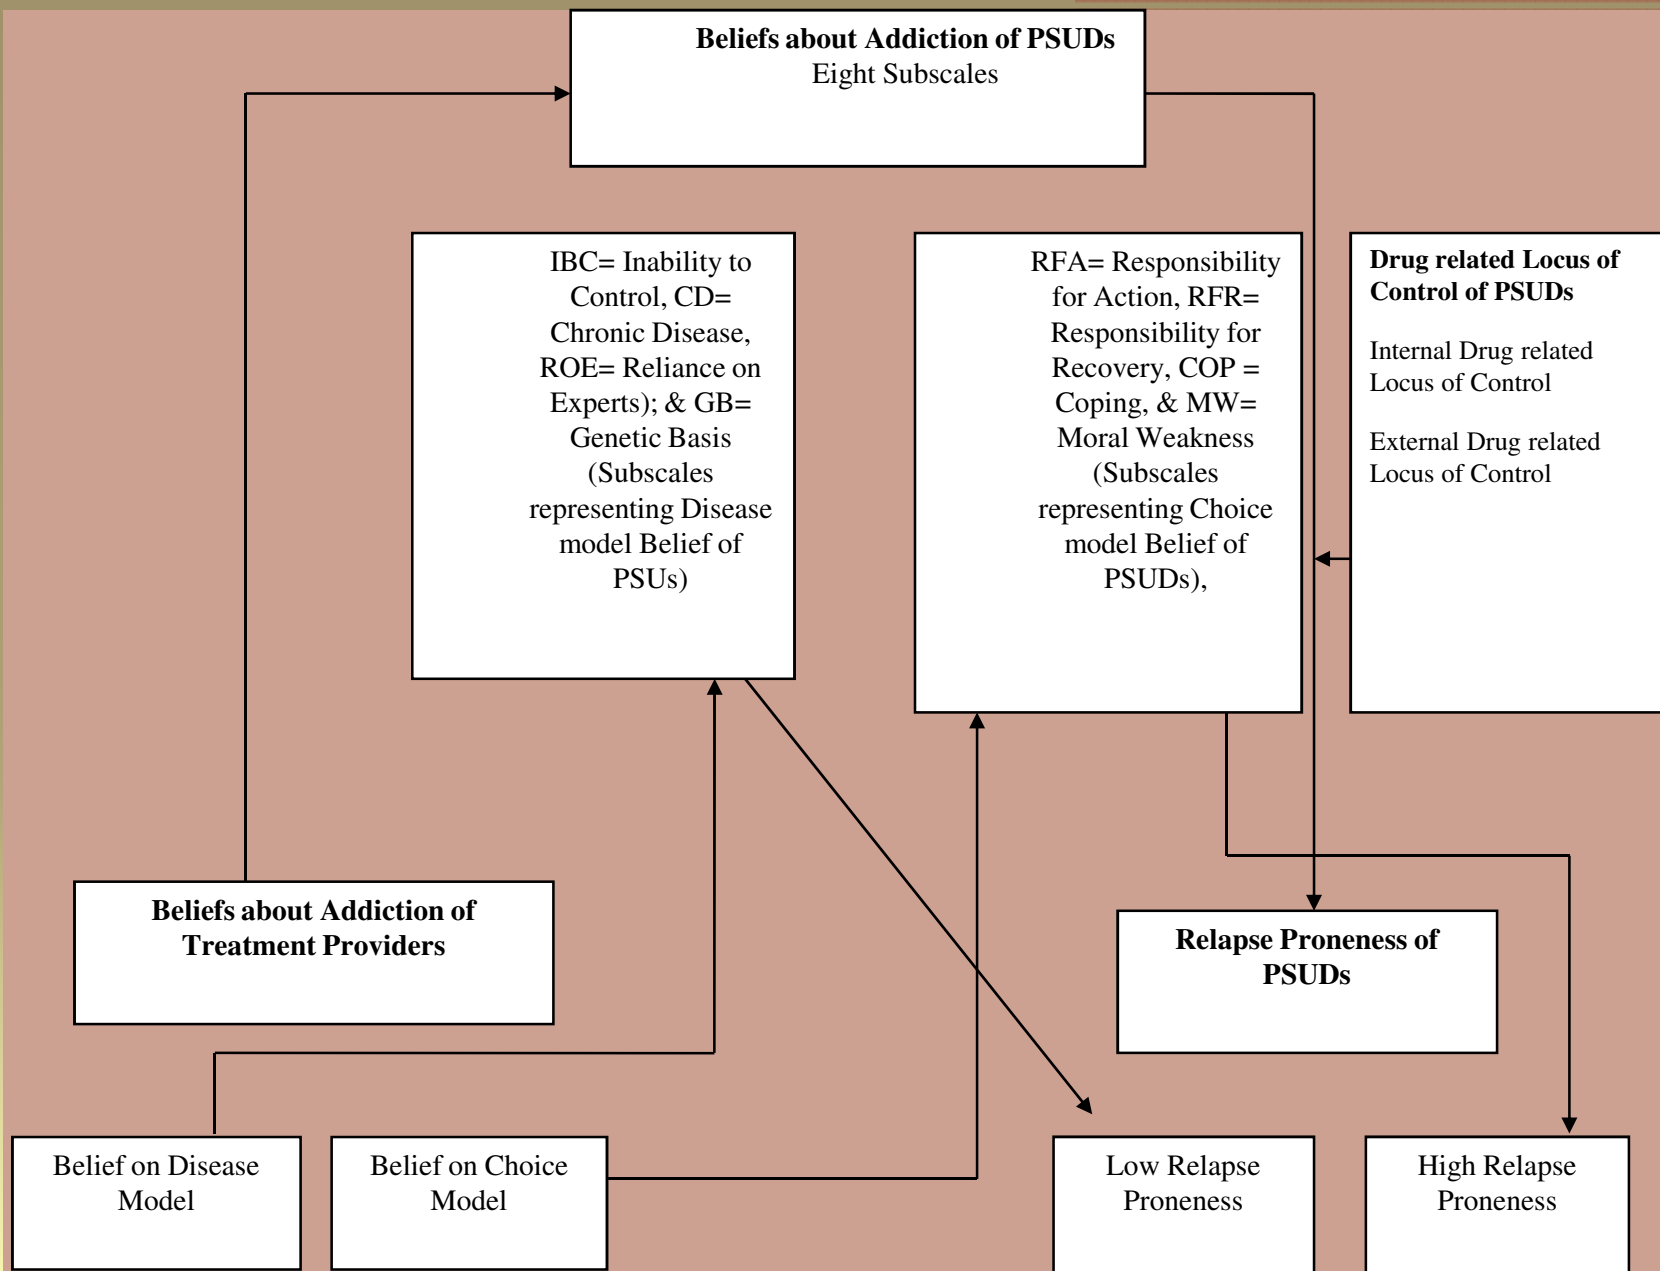 Beliefs about Addiction of PSUDs
Eight Subscales
IBC= Inability to
Control, CD=
Chronic Disease,
ROE= Reliance on
Experts); & GB=
Genetic Basis
(Subscales
representing Disease
model Belief of
PSUs)
RFA= Responsibility
for Action, RFR=
Responsibility for
Recovery, COP =
Coping, & MW=
Moral Weakness
(Subscales
representing Choice
model Belief of
PSUDs),
Drug related Locus of
Control of PSUDs
Internal Drug related
Locus of Control
External Drug related
Locus of Control
Beliefs about Addiction of
Treatment Providers
Relapse Proneness of
PSUDs
Belief on Disease
Model
Belief on Choice
Model
Low Relapse
Proneness
High Relapse
Proneness